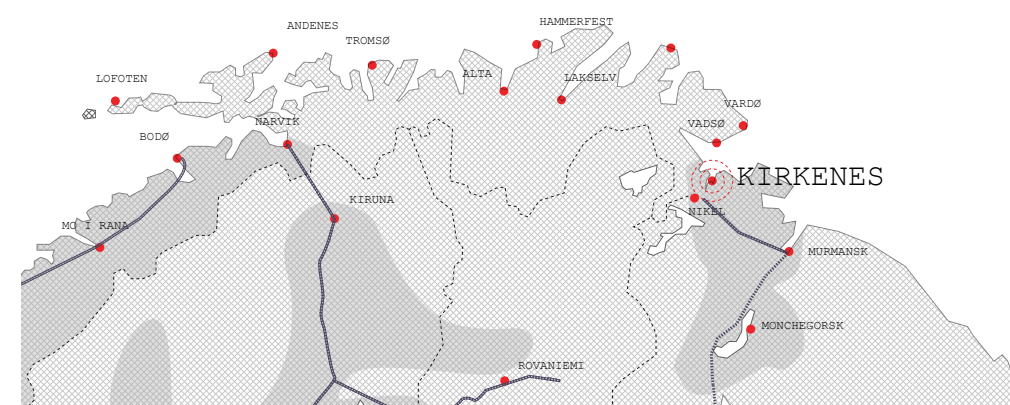 HAMMERFEST
ANDENES
TROMSØ
ALTA
LAKSELV
LOFOTEN
VARDØ
NARVIK
VADSØ
BODØ
KIRKENES
KIRUNA
NIKEL
MO I RANA
MURMANSK
MONCHEGORSK
ROVANIEMI